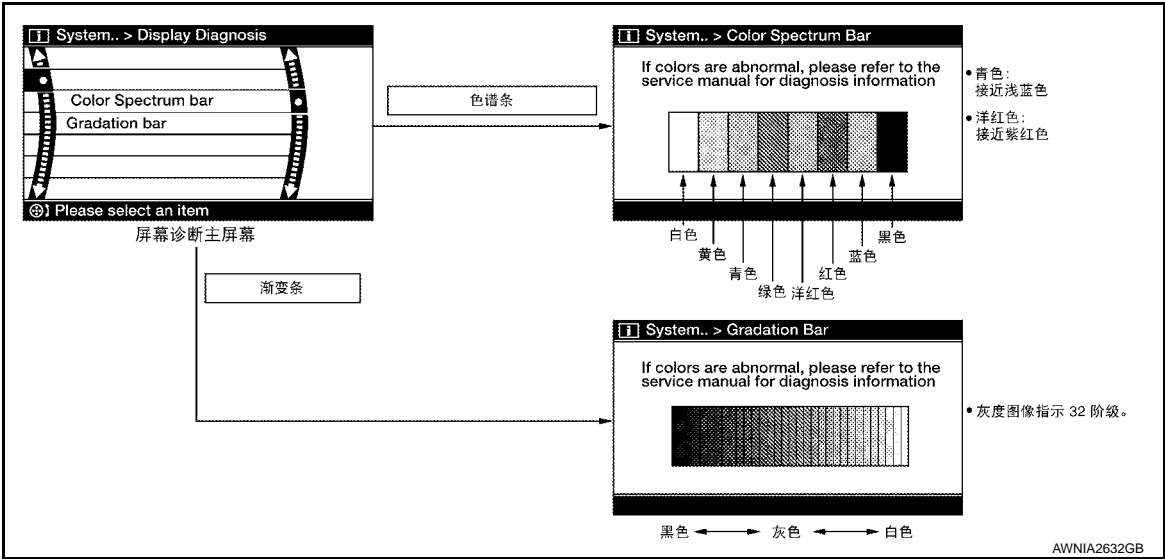 System.. > Display Diagnosis
Color Spectrum bar
Gradation bar
Please select an item
屏幕诊断主屏幕
色谱条
渐变条
System.. > Color Spectrum Bar
If colors are abnormal, please refer to the
service manual for diagnosis information
白色
黄色
青色
绿色
洋红色
红色
蓝色
黑色
•青色：
接近浅蓝色
•洋红色：
接近紫红色
System.. > Gradation Bar
If colors are abnormal, please refer to the
service manual for diagnosis information
黑色 灰色 白色
•灰度图像指示 32 阶级。
AWNIA2632GB